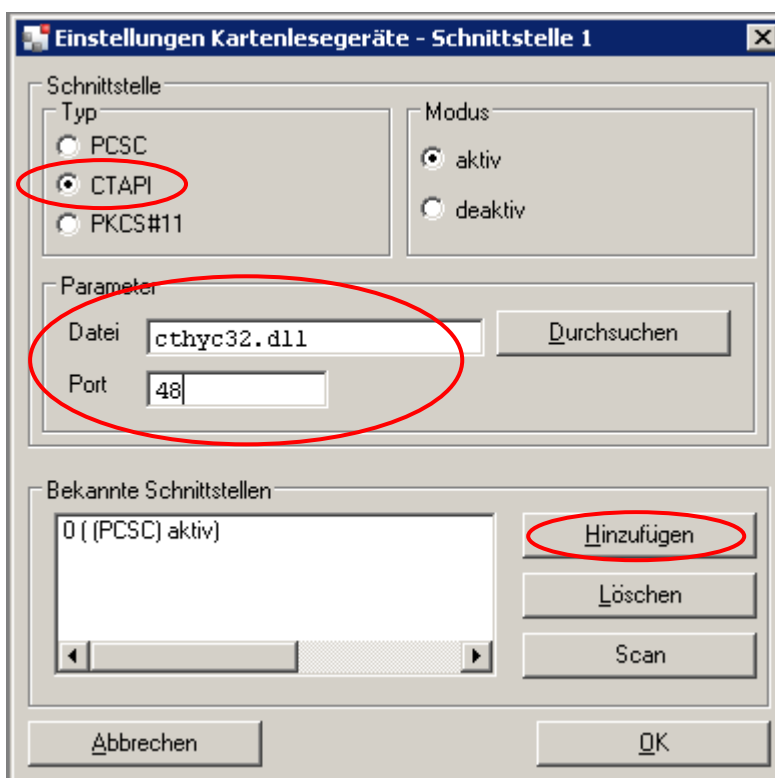 Einstellungen Kartenlesegeräte - Schnittstelle 1
Schnittstelle
Typ
PCSC
CTAPI
PKCS#11
Modus
aktiv
deaktiv
Parameter
Datei cthyc32.dll Durchsuchen
Port 48
Bekannte Schnittstellen
0 ( (PCSC) aktiv)
Hinzufügen
Löschen
Scan
Abbrechen OK